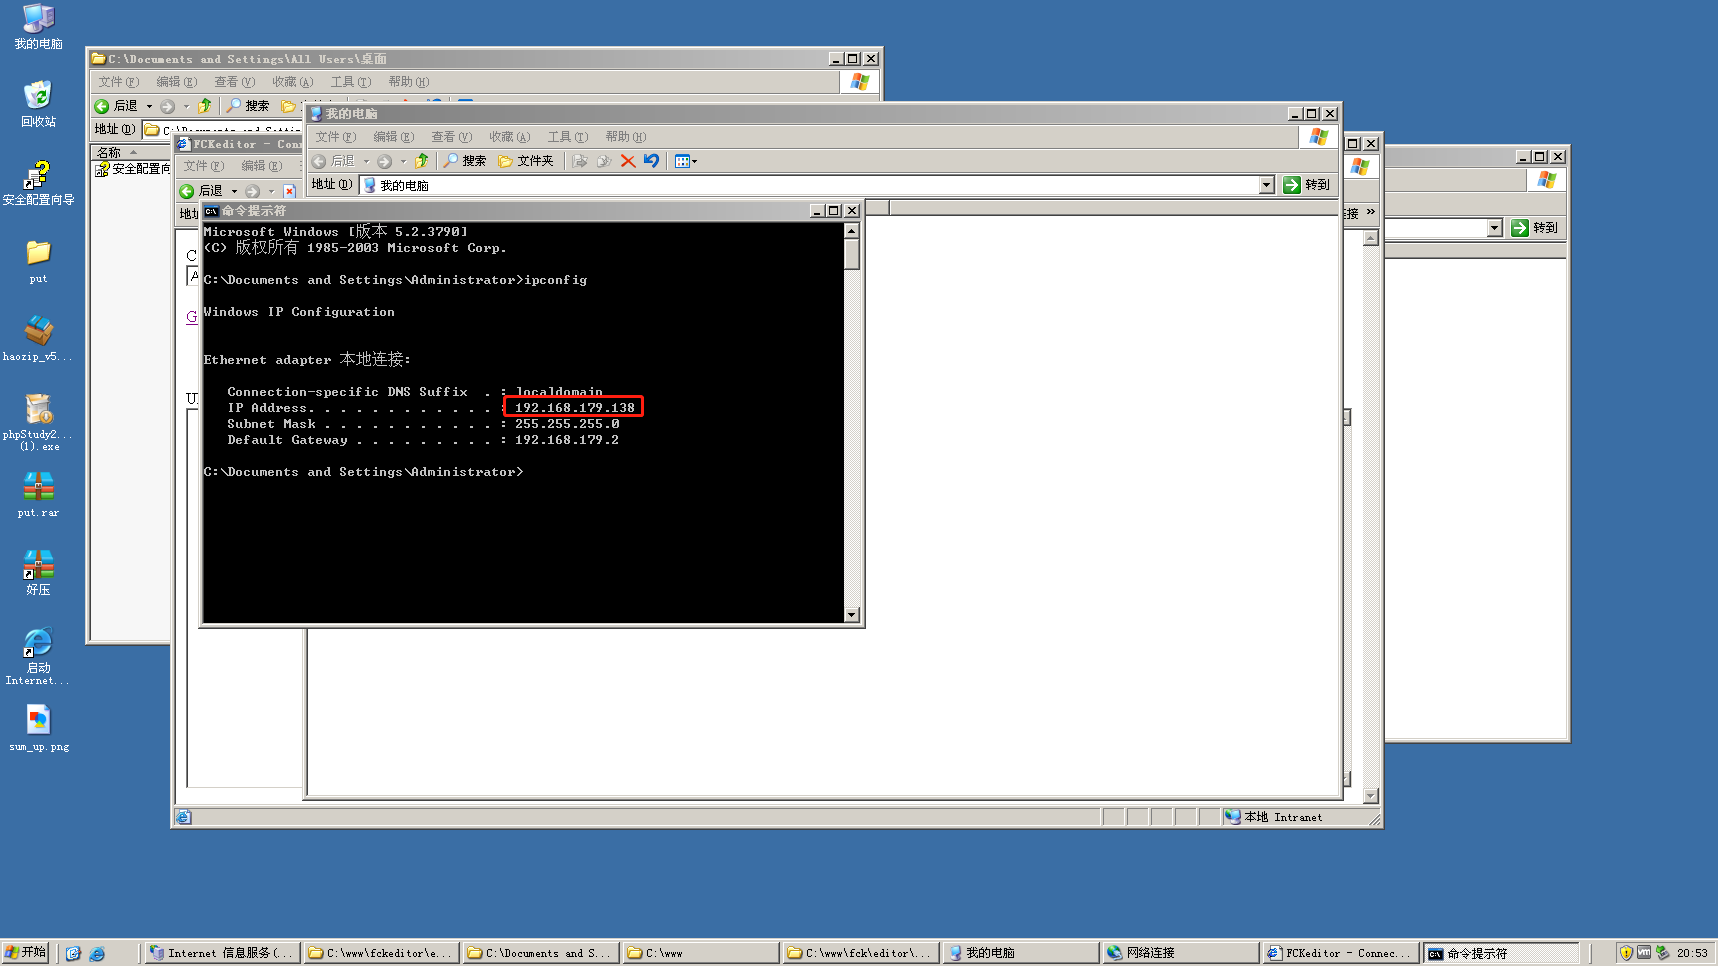 我的电脑
回收站
安全配置向导
put
haozip_v5...
phpStudy2...
(1).exe
put.rar
好压
启动
Internet...
sum_up.png
C:\Documents and Settings\All Users\桌面
文件(F) 编辑(E) 查看(V) 收藏(A) 工具(T) 帮助(H)
后退 搜索
地址(D)
名称
安全配置向
FCKeditor - Conn
文件(F) 编辑(E)
后退
接 »
本地 Intranet
转到
我的电脑
文件(F) 编辑(E) 查看(V) 收藏(A) 工具(T) 帮助(H)
后退 搜索 文件夹
地址(D) 我的电脑 转到
命令提示符
Microsoft Windows [版本 5.2.3790]
(C) 版权所有 1985-2003 Microsoft Corp.
C:\Documents and Settings\Administrator>ipconfig
Windows IP Configuration
Ethernet adapter 本地连接:
Connection-specific DNS Suffix . : localdomain
IP Address. . . . . . . . . . . . : 192.168.179.138
Subnet Mask . . . . . . . . . . . : 255.255.255.0
Default Gateway . . . . . . . . . : 192.168.179.2
C:\Documents and Settings\Administrator>
开始 Internet 信息服务(... C:\www\fckeditor\e... C:\Documents and S... C:\www C:\www\fck\editor\... 我的电脑 网络连接 FCKeditor - Connec... 命令提示符 20:53